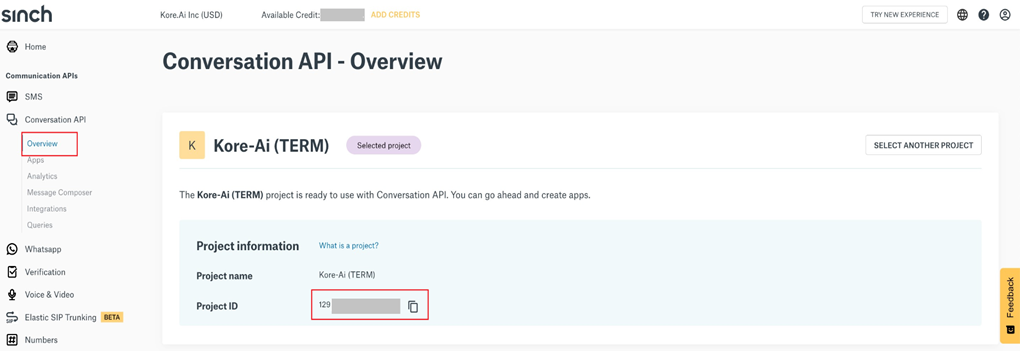 sinch
Kore.Ai Inc (USD) Available Credit: ADD CREDITS TRY NEW EXPERIENCE
Home
Communication APIs
SMS
Conversation API
Overview
Apps
Analytics
Message Composer
Integrations
Queries
Whatsapp
Verification
Voice & Video
SIP Elastic SIP Trunking BETA
Numbers
Conversation API - Overview
K Kore-Ai (TERM) Selected project SELECT ANOTHER PROJECT
The Kore-Ai (TERM) project is ready to use with Conversation API. You can go ahead and create apps.
Project information What is a project?
Project name Kore-Ai (TERM)
Project ID 129
Feedback